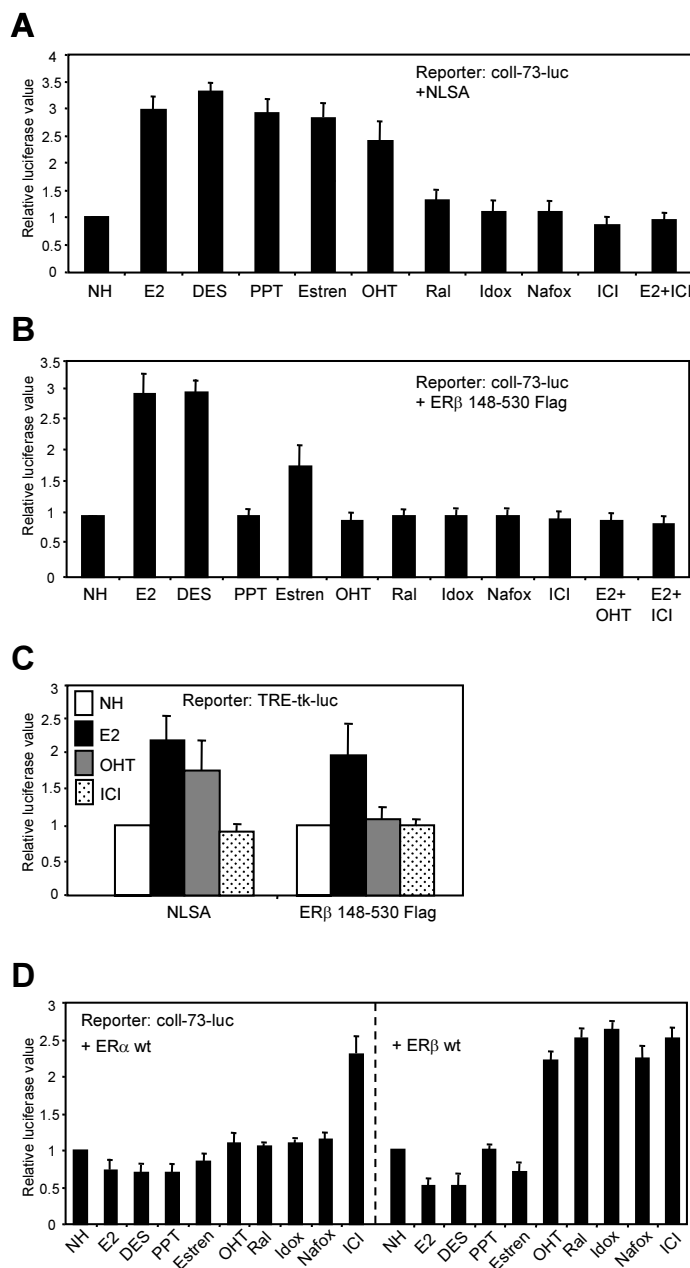 A
4
3.5
3
2.5
2
1.5
1
0.5
0
Relative luciferase value
Reporter: coll-73-luc
+NLSA
NH E2 DES PPT Estren OHT Ral Idox Nafox ICI E2+ICI
B
3.5
3
2.5
2
1.5
1
0.5
0
Relative luciferase value
Reporter: coll-73-luc
+ ERβ 148-530 Flag
NH E2 DES PPT Estren OHT Ral Idox Nafox ICI E2+ E2+
OHT ICI
C
3
2.5
2
1.5
1
0.5
0
Relative luciferase value
NH
E2
OHT
ICI
Reporter: TRE-tk-luc
NLSA ERβ 148-530 Flag
D
3
2.5
2
1.5
1
0.5
0
Relative luciferase value
Reporter: coll-73-luc
+ ERα wt
+ ERβ wt
NH E2 DES PPT Estren OHT Ral Idox Nafox ICI NH E2 DES PPT Estren OHT Ral Idox Nafox ICI